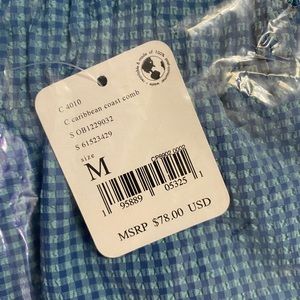 C 4010
C caribbean coast comb
S OB1229032
S 61523429
size
M
1 95889 05325 1
MSRP $78.00 USD